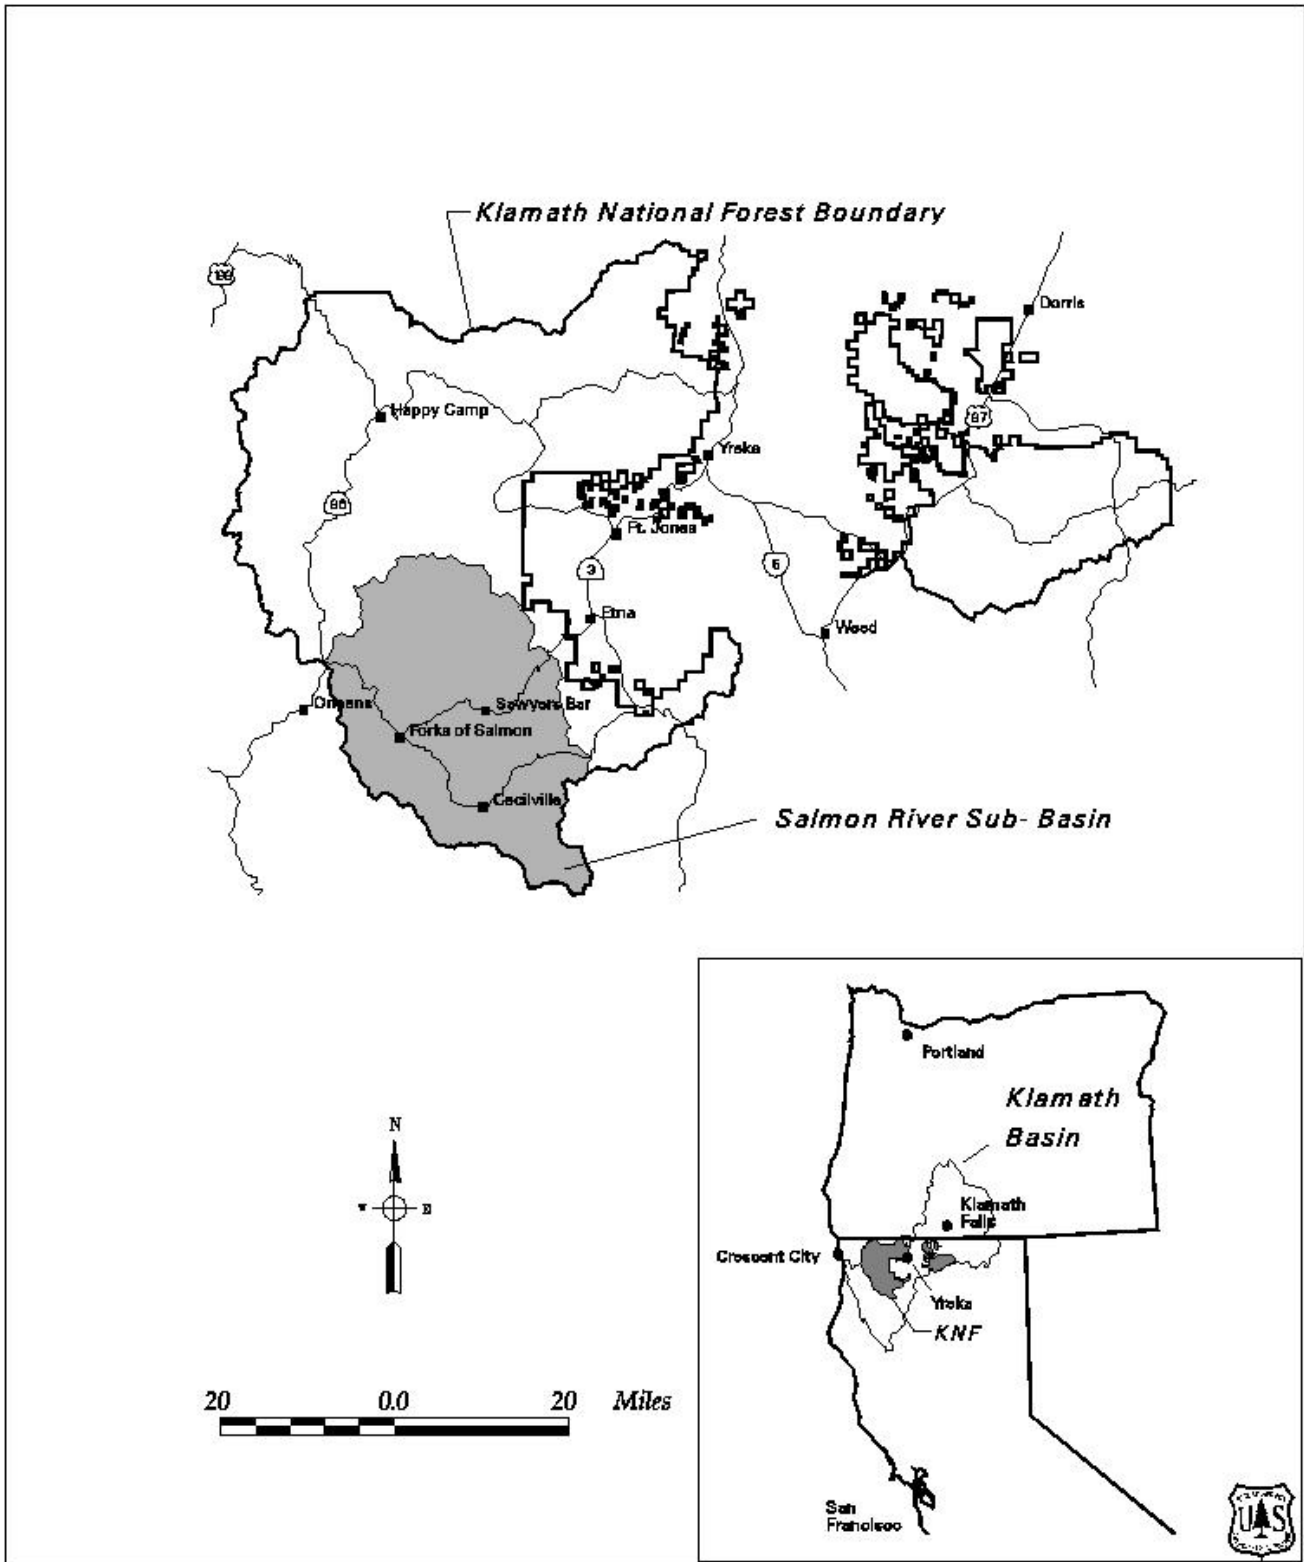 Klamath National Forest Boundary
199
Dorris
Happy Camp
97
Yreka
96
Ft. Jones
3
5
Etna
Weed
Orleans
Sawyers Bar
Forks of Salmon
Cecilville
Salmon River Sub- Basin
Portland
Klamath
Basin
N
W
E
Klamath
Falls
Crescent City
Yreka
KNF
20 0.0 20 Miles
San
Francisco
U S